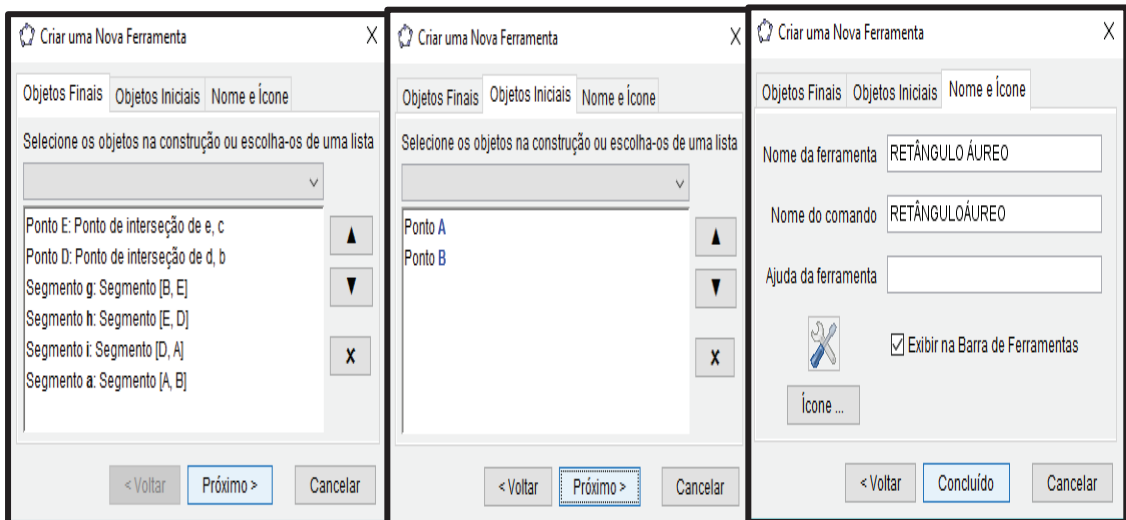 Criar uma Nova Ferramenta X
Objetos Finais Objetos Iniciais Nome e Ícone
Selecione os objetos na construção ou escolha-os de uma lista
Ponto E: Ponto de interseção de e, c
Ponto D: Ponto de interseção de d, b
Segmento g: Segmento [B, E]
Segmento h: Segmento [E, D]
Segmento i: Segmento [D, A]
Segmento a: Segmento [A, B]
< Voltar Próximo > Cancelar
Criar uma Nova Ferramenta X
Objetos Finais Objetos Iniciais Nome e Ícone
Selecione os objetos na construção ou escolha-os de uma lista
Ponto A
Ponto B
< Voltar Próximo > Cancelar
Criar uma Nova Ferramenta X
Objetos Finais Objetos Iniciais Nome e Ícone
Nome da ferramenta RETÂNGULO ÁUREO
Nome do comando RETÂNGULOÁUREO
Ajuda da ferramenta
Exibir na Barra de Ferramentas
Ícone ...
< Voltar Concluído Cancelar